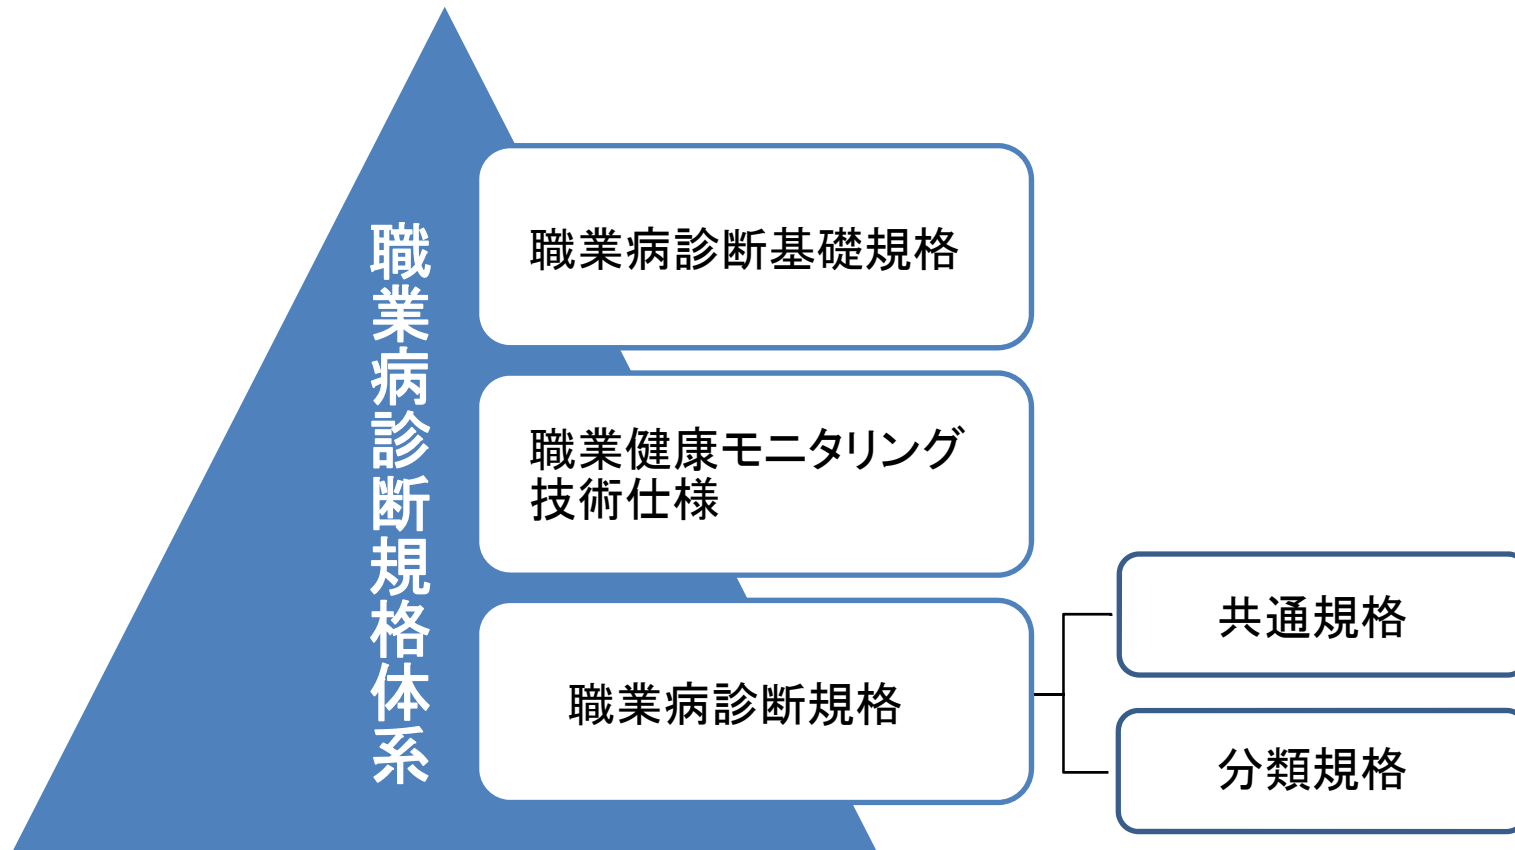 職業病診断規格体系
職業病診断基礎規格
職業健康モニタリング
技術仕様
職業病診断規格
共通規格
分類規格